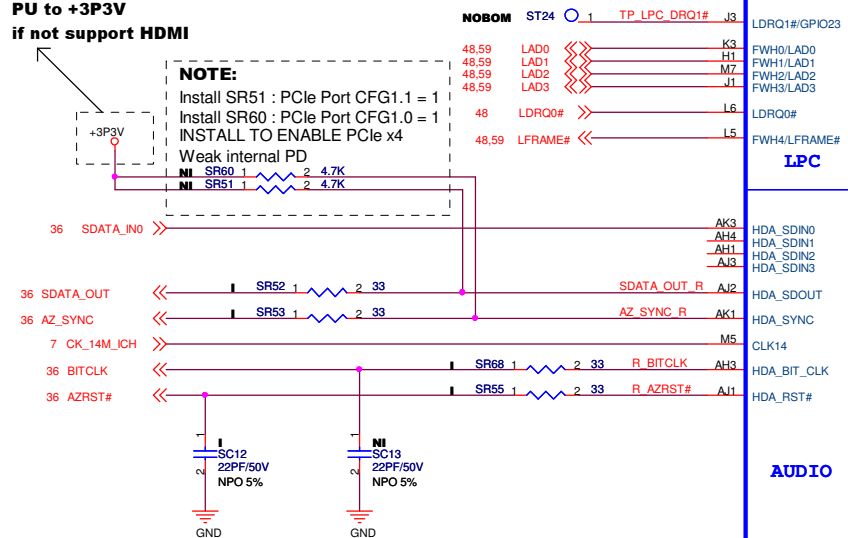 PU to +3P3V
if not support HDMI
+3P3V
NOTE:
Install SR51 : PCIe Port CFG1.1 = 1
Install SR60 : PCIe Port CFG1.0 = 1
INSTALL TO ENABLE PCIe x4
Weak internal PD
NI SR60 1 2 4.7K
NI SR51 1 2 4.7K
NOBOM ST24 1 TP_LPC_DRQ1# J3 LDRQ1#/GPIO23
48,59 LAD0 K3 FWH0/LAD0
48,59 LAD1 H1 FWH1/LAD1
48,59 LAD2 M7 FWH2/LAD2
48,59 LAD3 J1 FWH3/LAD3
48 LDRQ0# L6 LDRQ0#
48,59 LFRAME# L5 FWH4/LFRAME#
LPC
36 SDATA_IN0 AK3 HDA_SDIN0
AH4 HDA_SDIN1
AH1 HDA_SDIN2
AJ3 HDA_SDIN3
36 SDATA_OUT I SR52 1 2 33 SDATA_OUT_R AJ2 HDA_SDOUT
36 AZ_SYNC I SR53 1 2 33 AZ_SYNC_R AK1 HDA_SYNC
7 CK_14M_ICH M5 CLK14
36 BITCLK I SR68 1 2 33 R_BITCLK AH3 HDA_BIT_CLK
36 AZRST# I SR55 1 2 33 R_AZRST# AJ1 HDA_RST#
1 2 I
SC12
22PF/50V
NPO 5%
GND
1 2 NI
SC13
22PF/50V
NPO 5%
GND
AUDIO